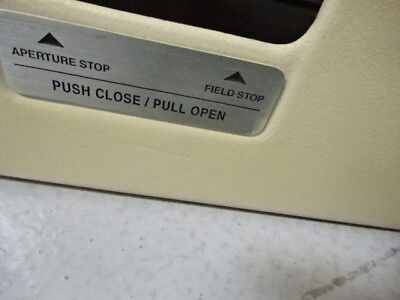 APERTURE STOP
FIELD STOP
PUSH CLOSE / PULL OPEN